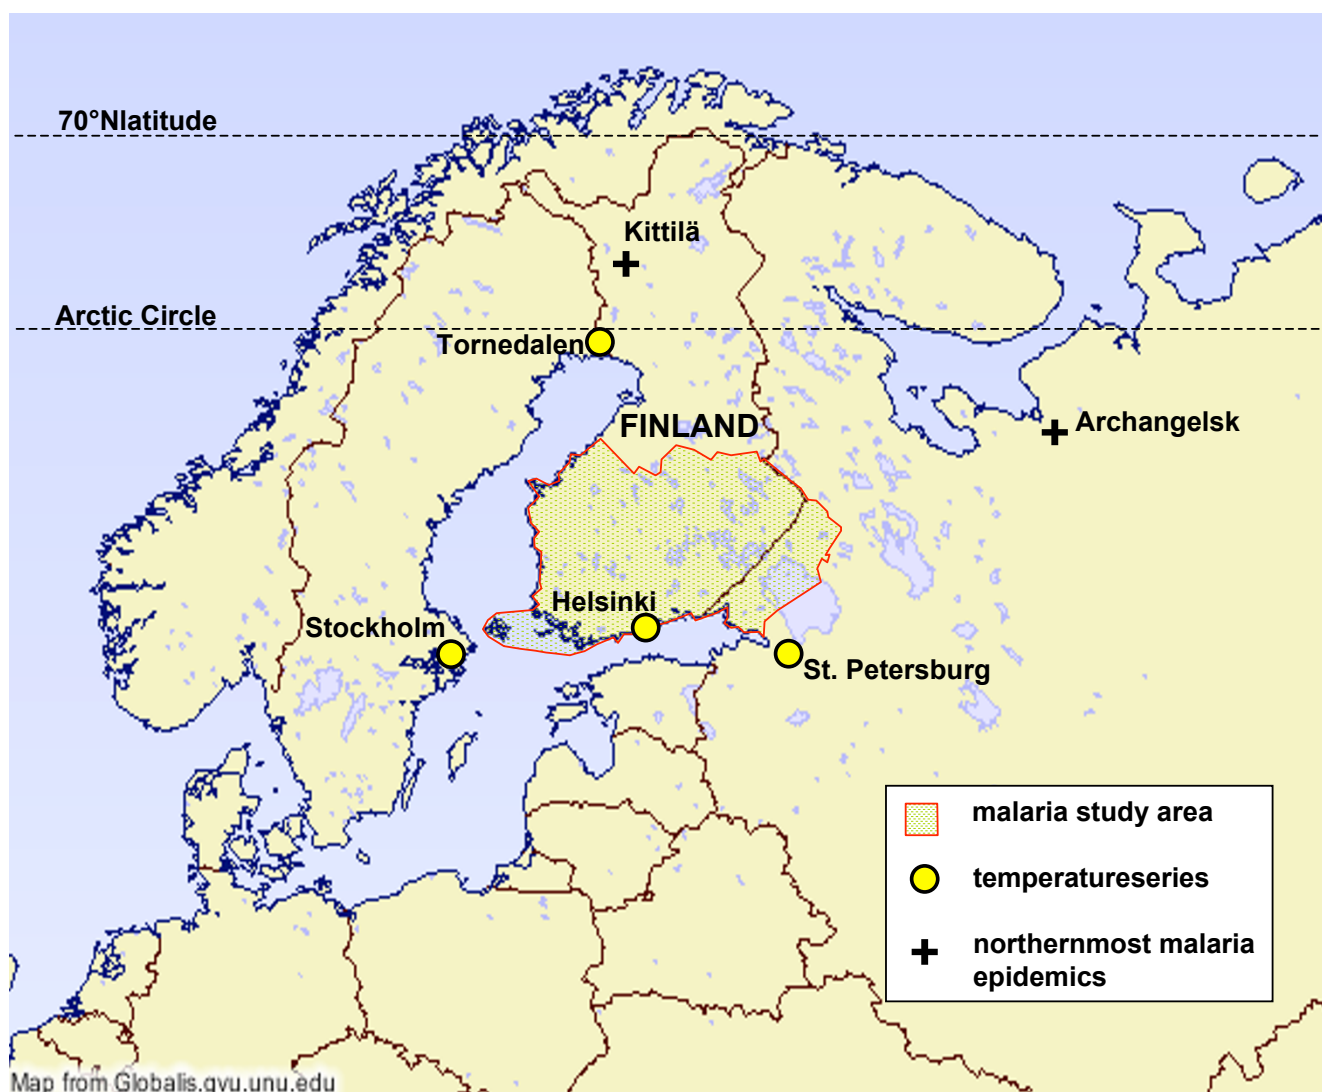 70°Nlatitude
Kittilä
Arctic Circle
Tornedalen
FINLAND
Archangelsk
Helsinki
Stockholm
St. Petersburg
malaria study area
temperatureseries
northernmost malaria
epidemics
Map from Globalis.gvu.unu.edu